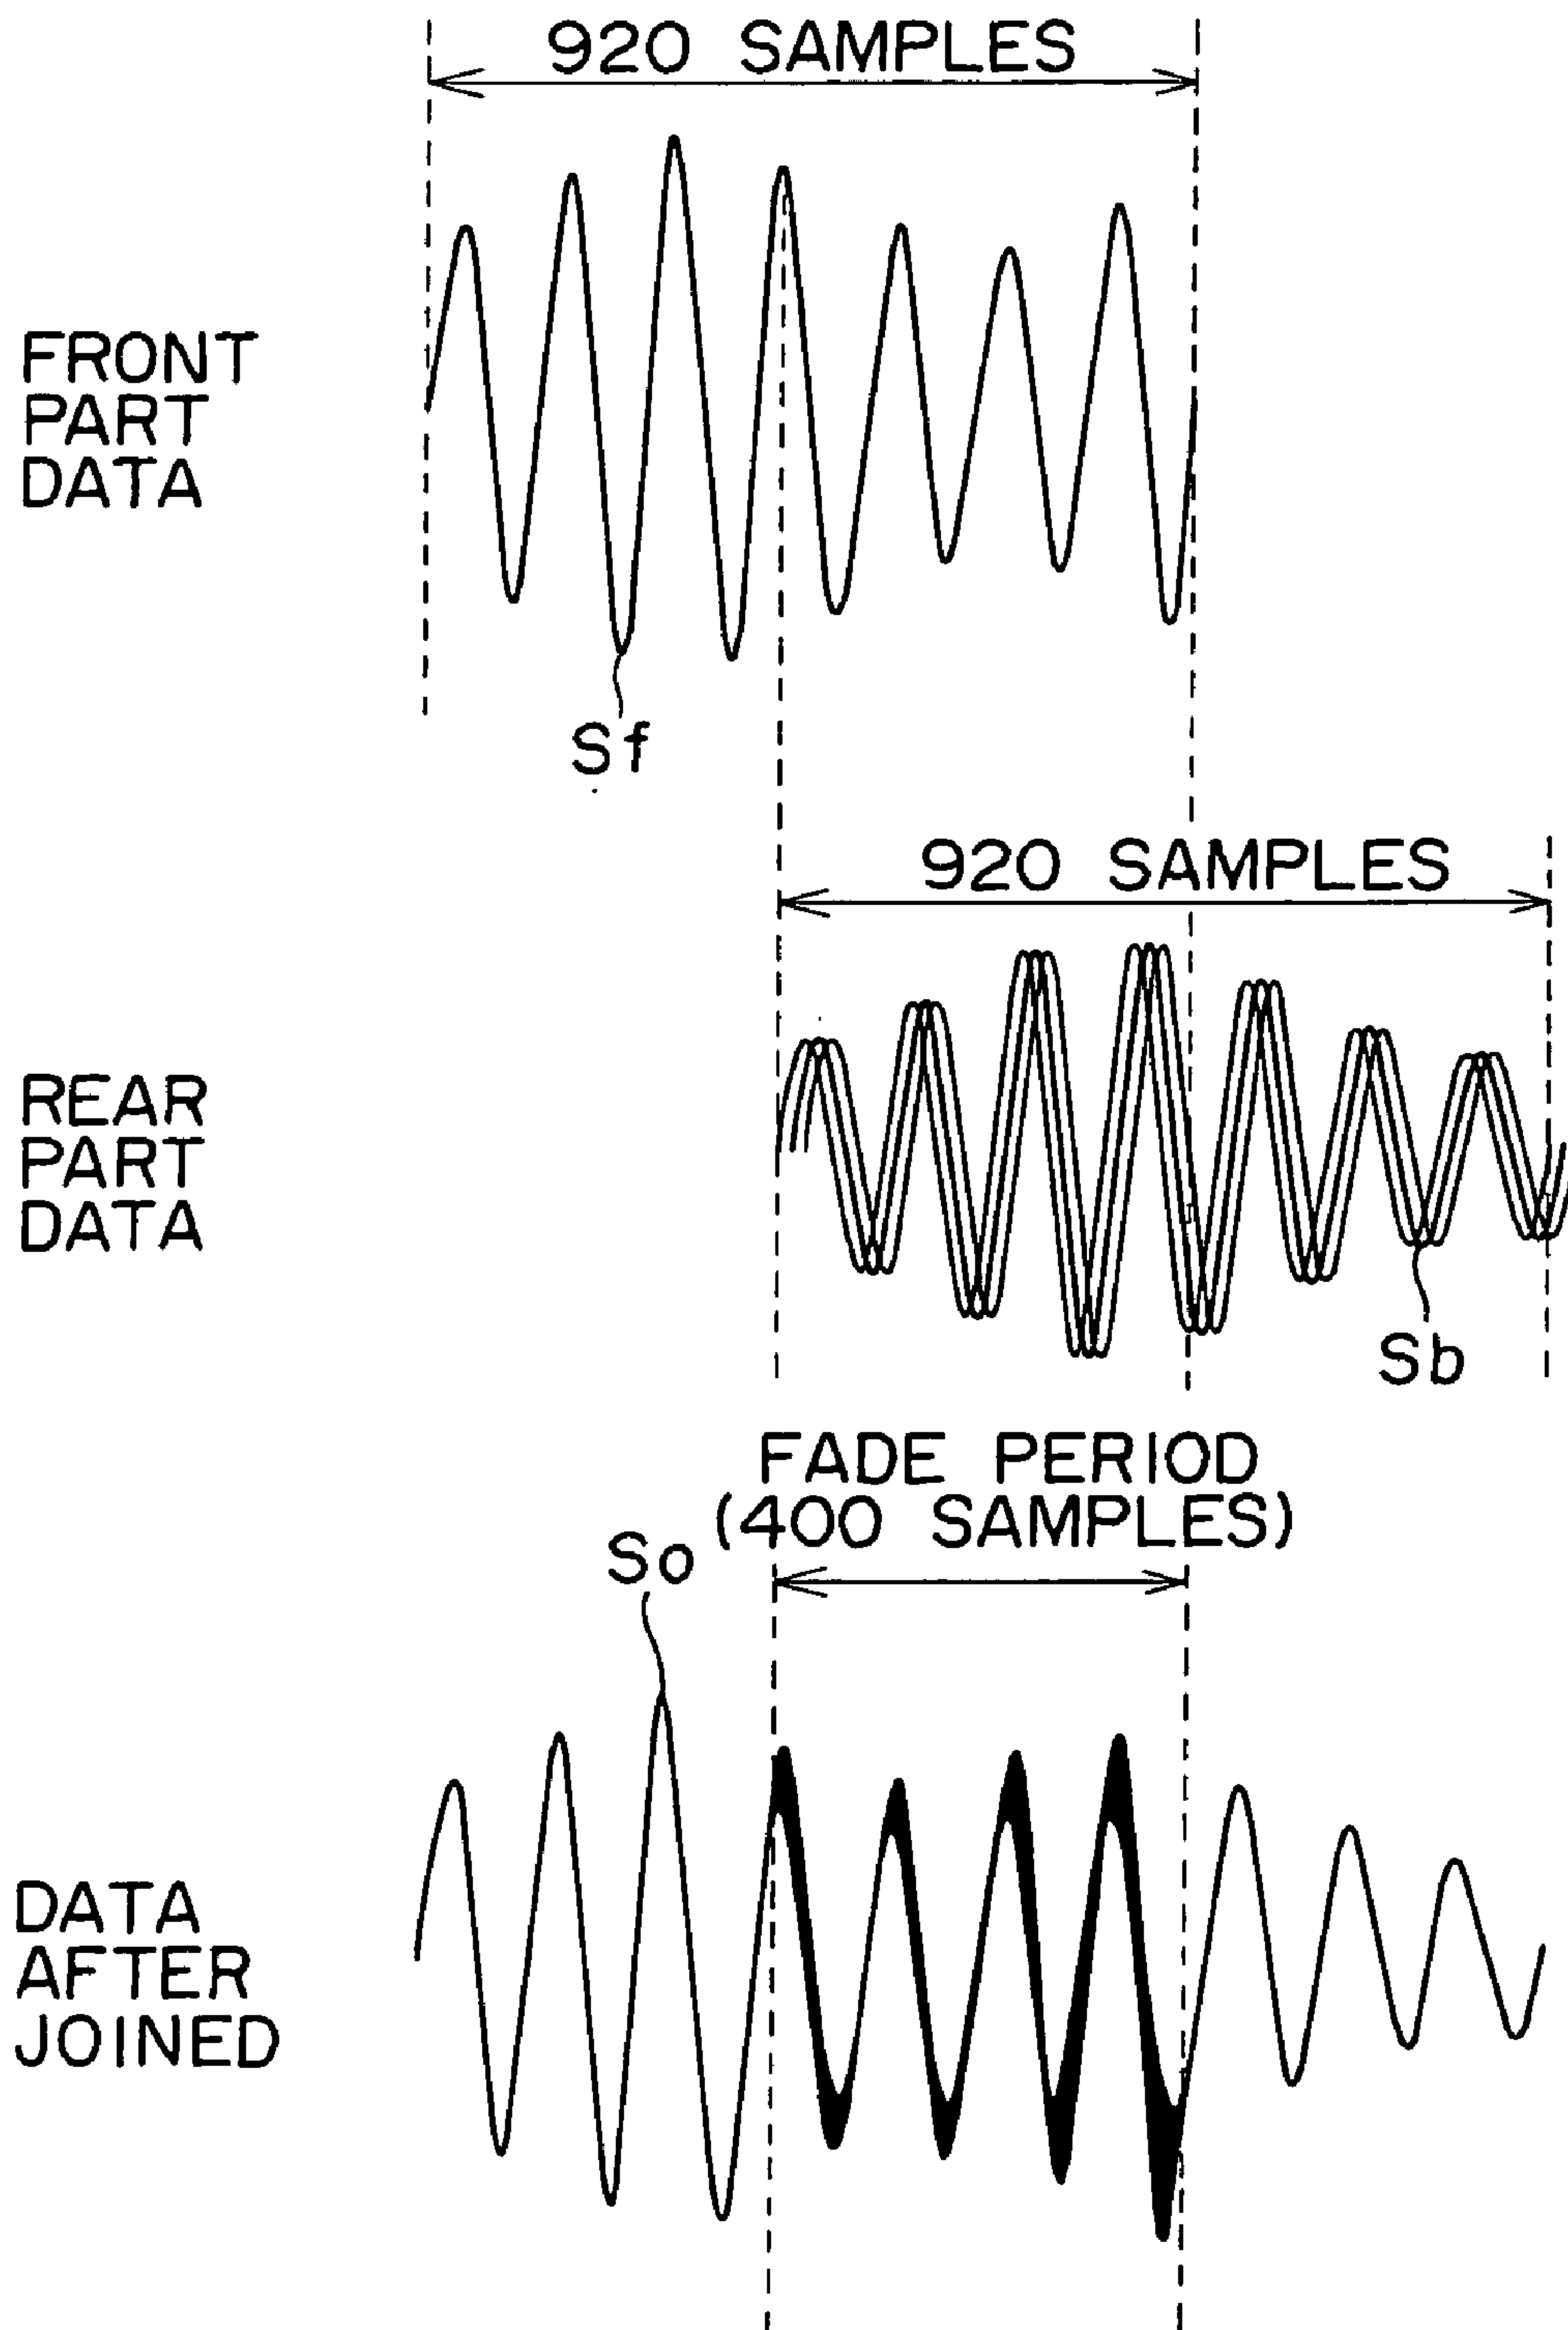 920 SAMPLES
FRONT
PART
DATA
Sf
920 SAMPLES
REAR
PART
DATA
Sb
FADE PERIOD
(400 SAMPLES)
So
DATA
AFTER
JOINED